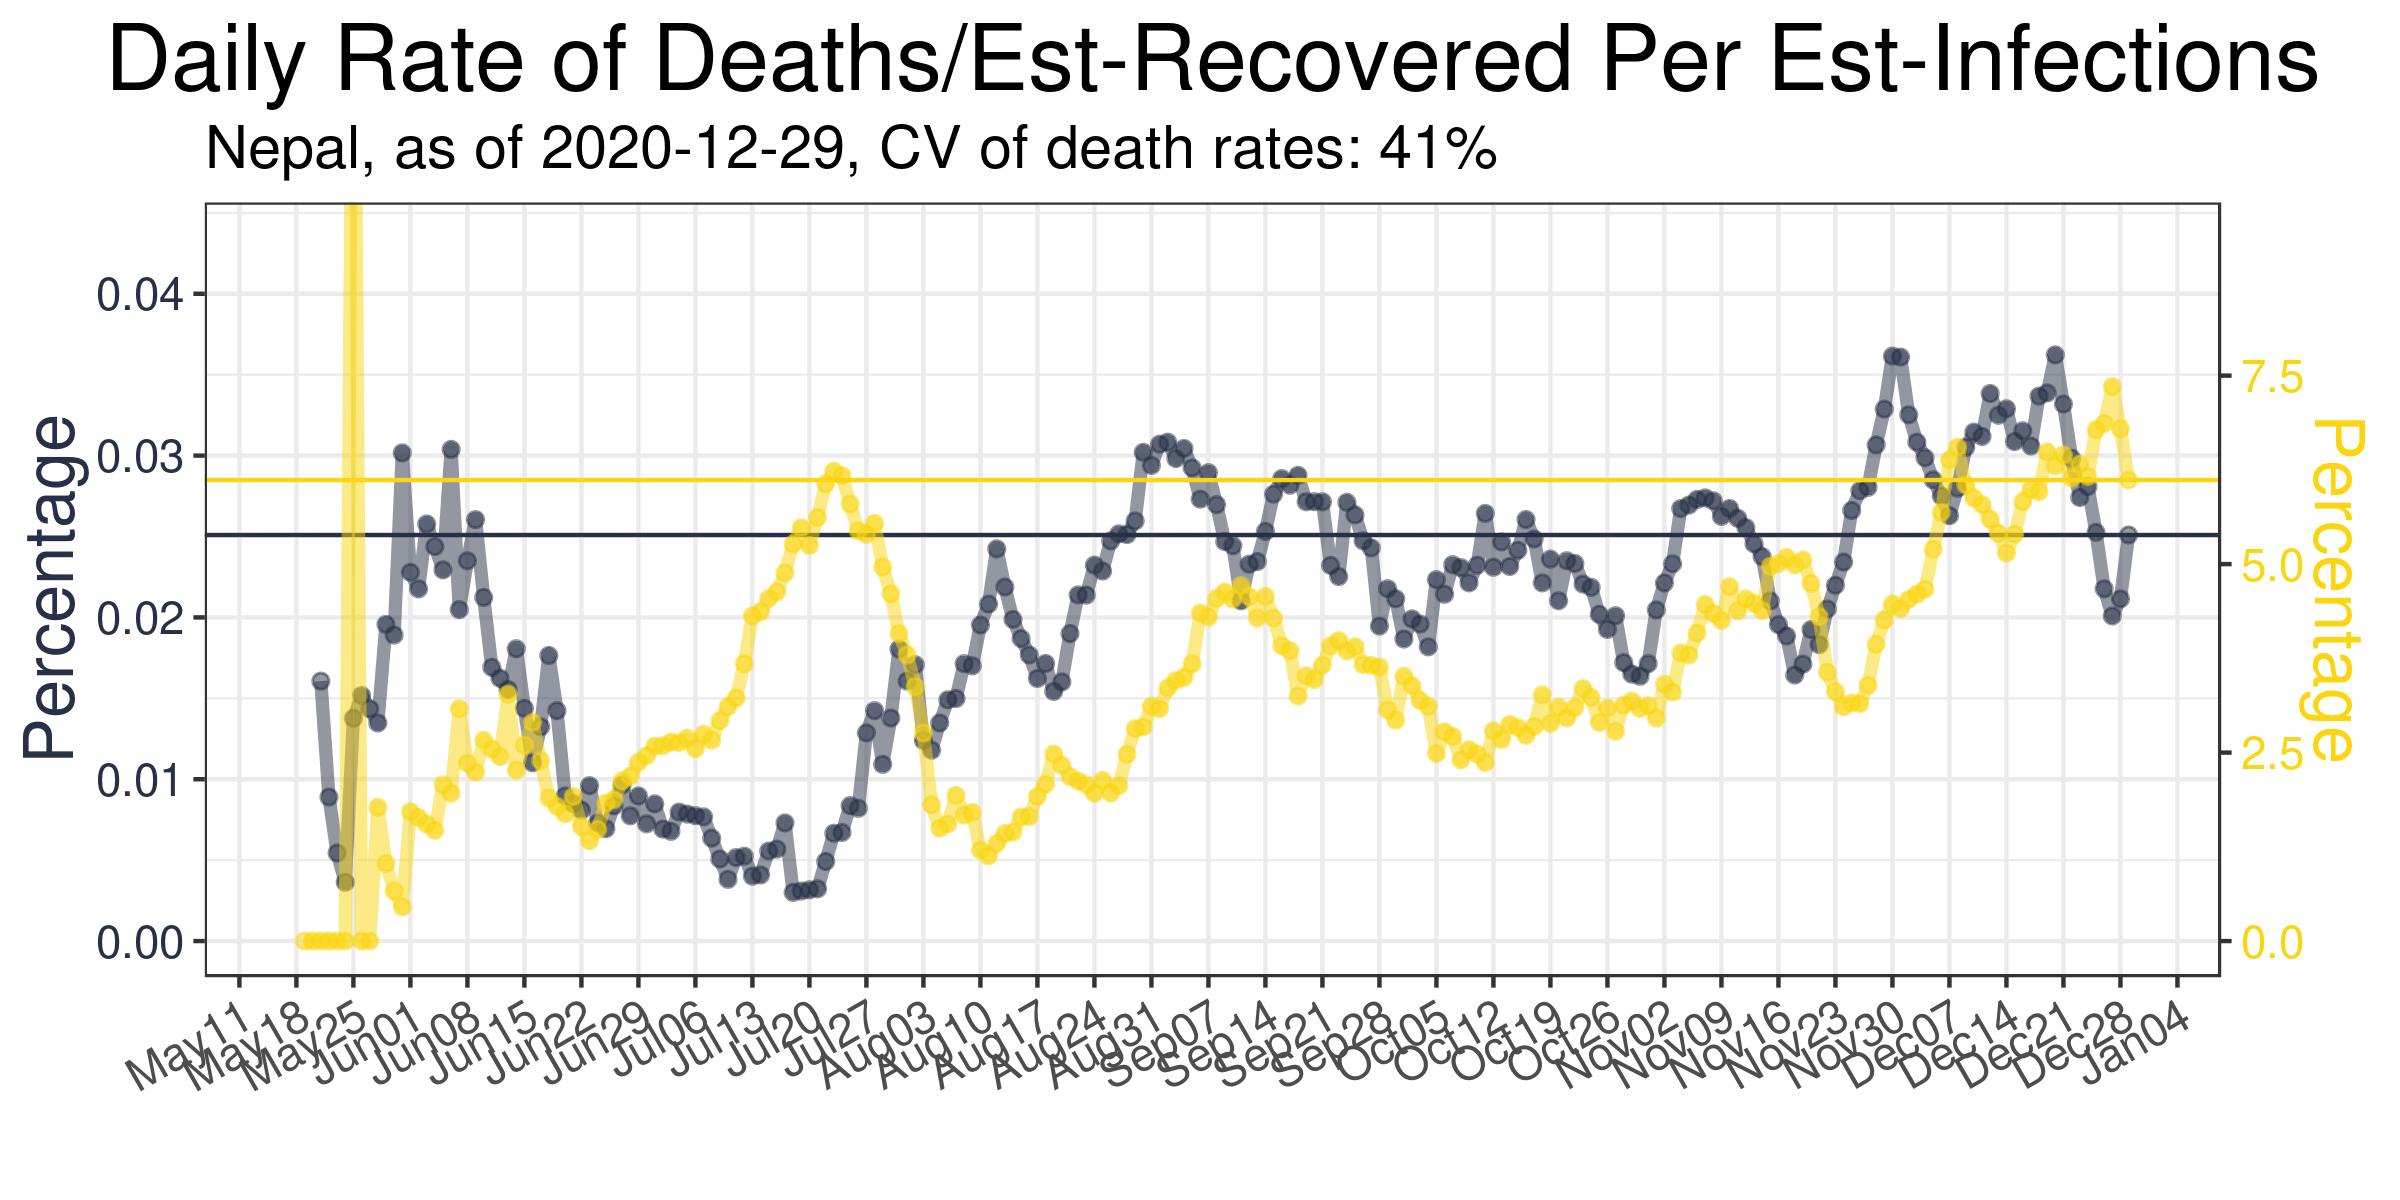 Daily Rate of Deaths/Est-Recovered Per Est-Infections
Nepal, as of 2020-12-29, CV of death rates: 41%
Percentage
0.04
0.03
0.02
0.01
0.00
7.5
5.0
2.5
0.0
Percentage
May11
May18
May25
Jun01
Jun08
Jun15
Jun22
Jun29
Jul06
Jul13
Jul20
Jul27
Aug03
Aug10
Aug17
Aug24
Aug31
Sep07
Sep14
Sep21
Sep28
Oct05
Oct12
Oct19
Oct26
Nov02
Nov09
Nov16
Nov23
Nov30
Dec07
Dec14
Dec21
Dec28
Jan04